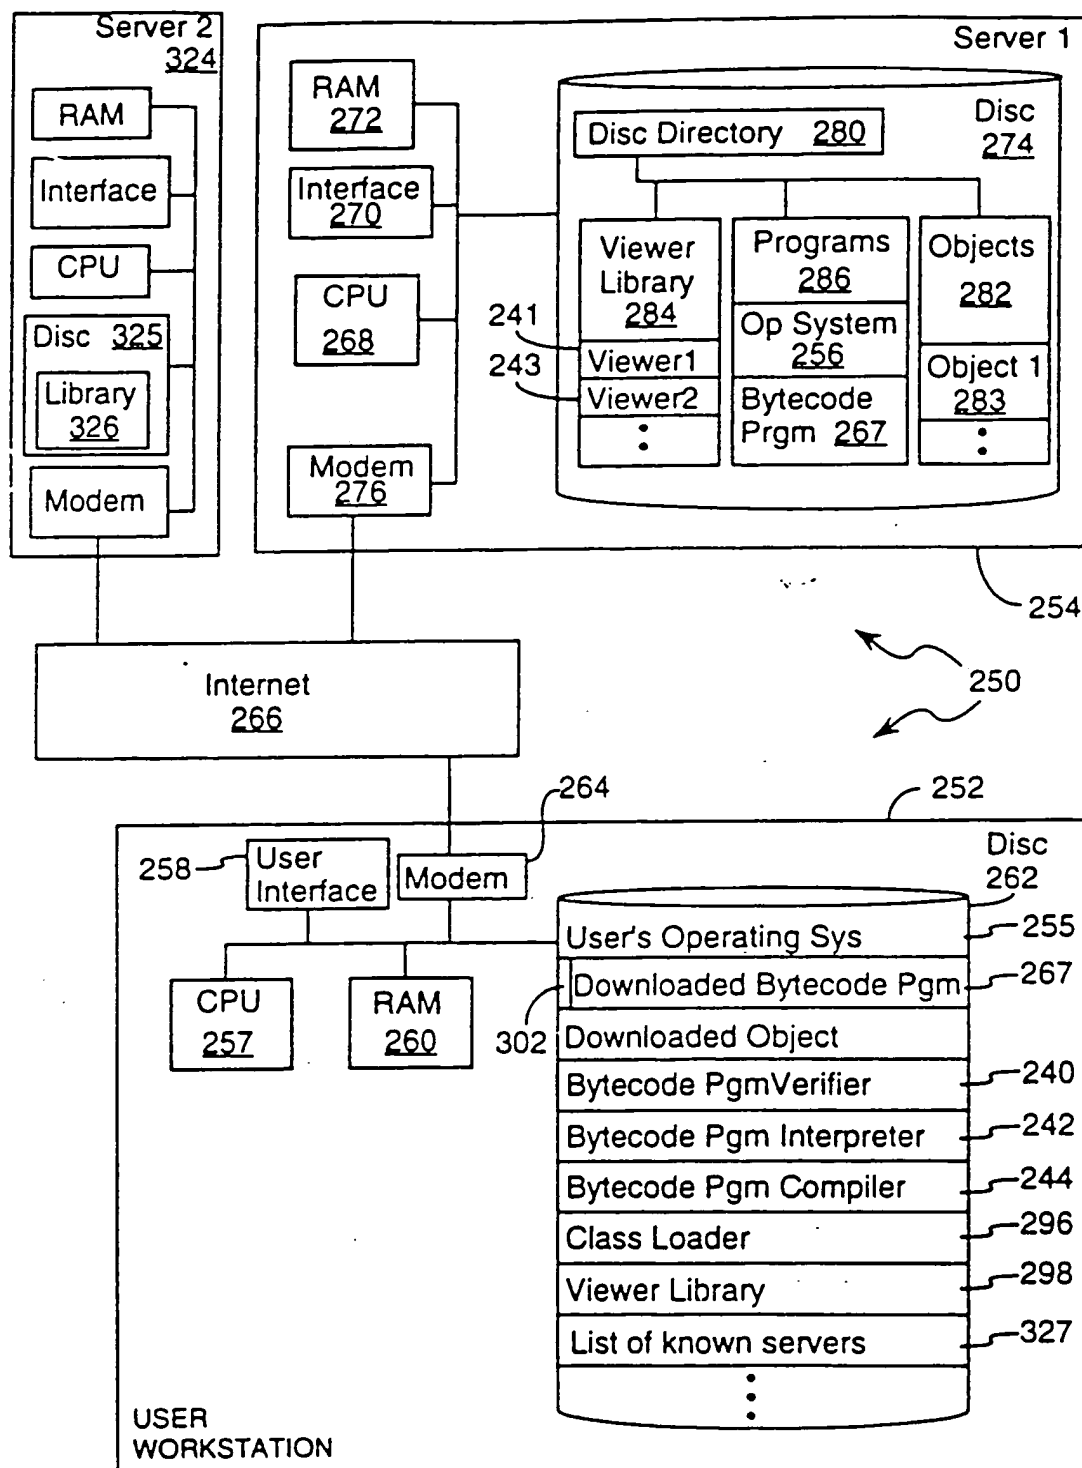 Server 2
324
RAM
Interface
CPU
Disc 325
Library
326
Modem
Server 1
RAM
272
Interface
270
CPU
268
Modem
276
Disc
274
Disc Directory 280
Viewer
Library
284
Viewer1
Viewer2
241
243
Programs
286
Op System
256
Bytecode
Prgm 267
Objects
282
Object 1
283
254
250
Internet
266
252
264
258
User
Interface
Modem
CPU
257
RAM
260
Disc
262
User's Operating Sys
255
Downloaded Bytecode Pgm
267
302
Downloaded Object
Bytecode PgmVerifier
240
Bytecode Pgm Interpreter
242
Bytecode Pgm Compiler
244
Class Loader
296
Viewer Library
298
List of known servers
327
USER
WORKSTATION